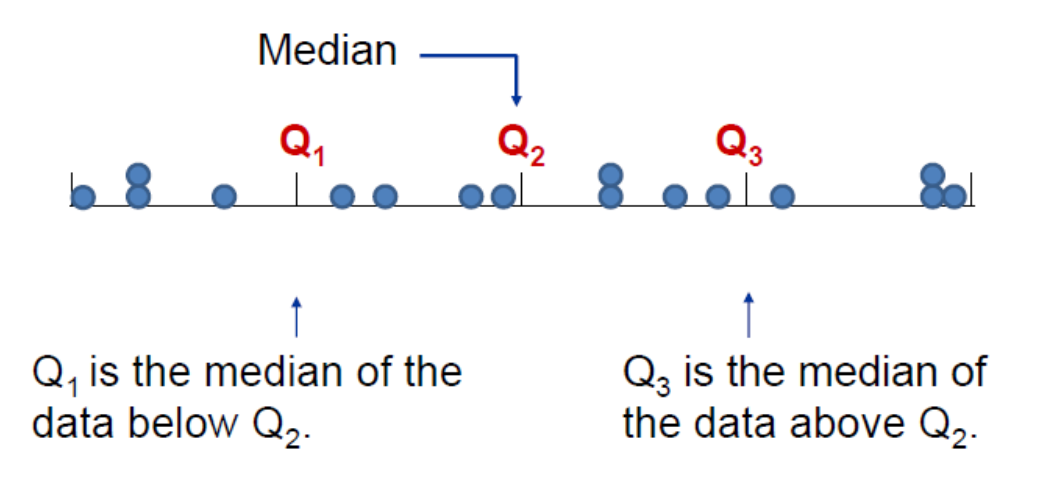 Median
Q₁ Q₂ Q₃
Q₁ is the median of the
data below Q₂.
Q₃ is the median of
the data above Q₂.